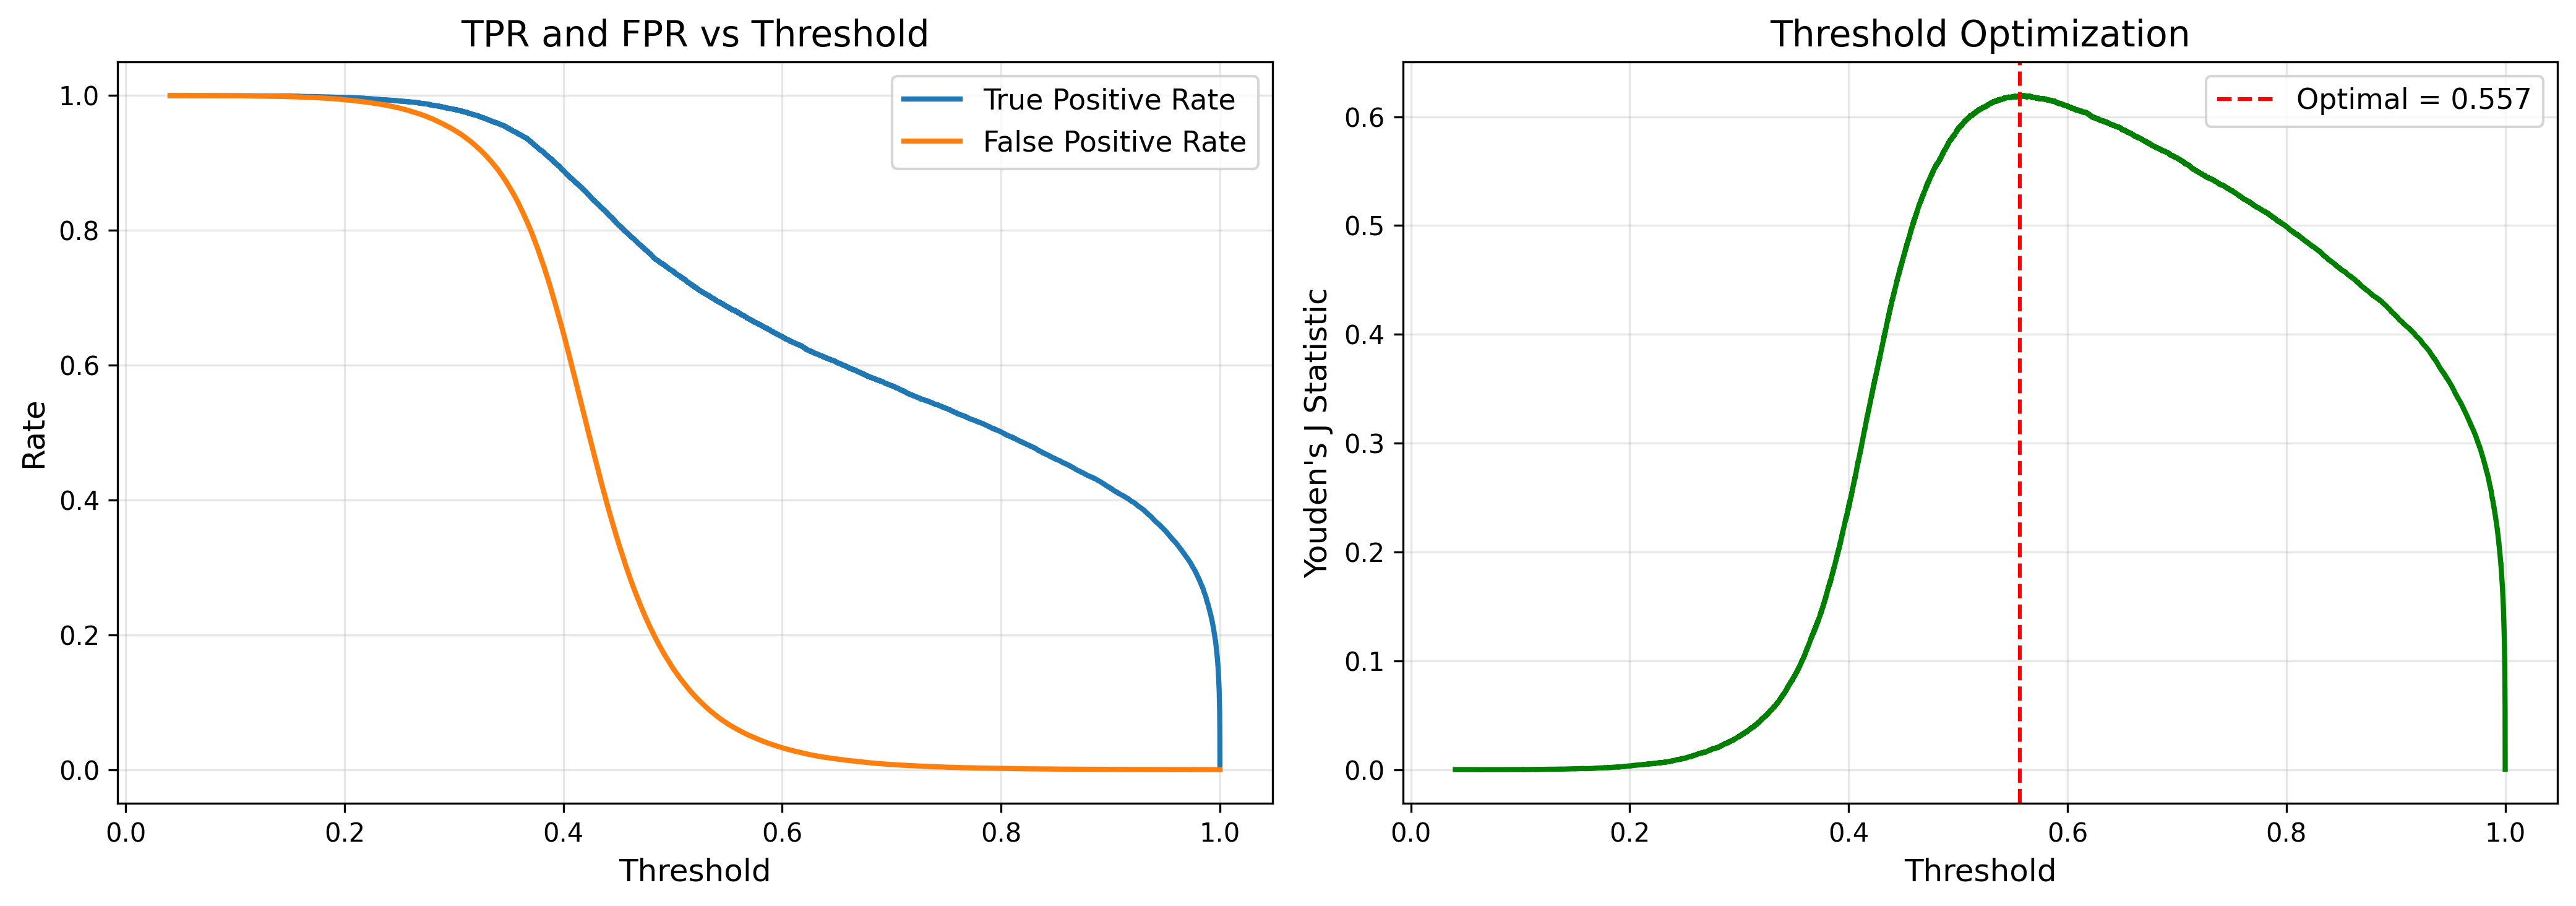 TPR and FPR vs Threshold
True Positive Rate
False Positive Rate
Rate
1.0
0.8
0.6
0.4
0.2
0.0
0.0 0.2 0.4 0.6 0.8 1.0
Threshold
Threshold Optimization
Optimal = 0.557
Youden's J Statistic
0.6
0.5
0.4
0.3
0.2
0.1
0.0
0.0 0.2 0.4 0.6 0.8 1.0
Threshold